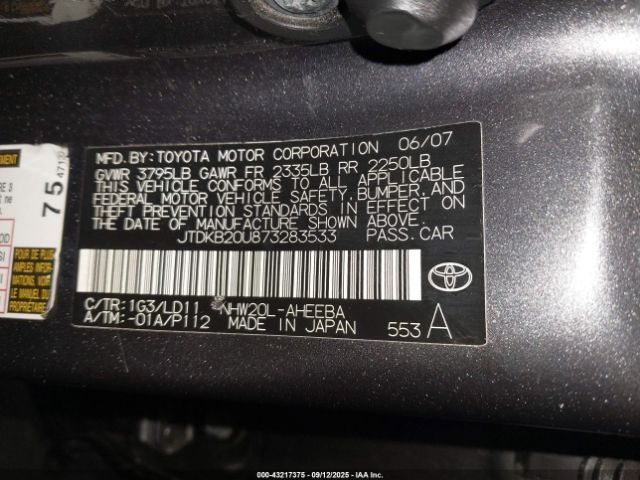 MFD. BY: TOYOTA MOTOR CORPORATION 06/07
GVWR 3795LB GAWR FR 2335LB RR 2250LB
THIS VEHICLE CONFORMS TO ALL APPLICABLE
FEDERAL MOTOR VEHICLE SAFETY, BUMPER, AND
THEFT PREVENTION STANDARDS IN EFFECT ON
THE DATE OF MANUFACTURE SHOWN ABOVE.
JTDKB20U873283533 PASS. CAR
C/TR: 1G3/LD11 NHW20L-AHEEBA
A/TM: -01A/P112 MADE IN JAPAN 553 A
TOYOTA
75
000-43217375 - 09/12/2025 - IAA Inc.